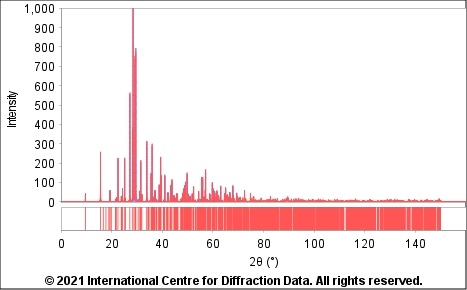 1,000
900
800
700
600
500
400
300
200
100
0
Intensity
0 20 40 60 80 100 120 140
2θ (°)
© 2021 International Centre for Diffraction Data. All rights reserved.